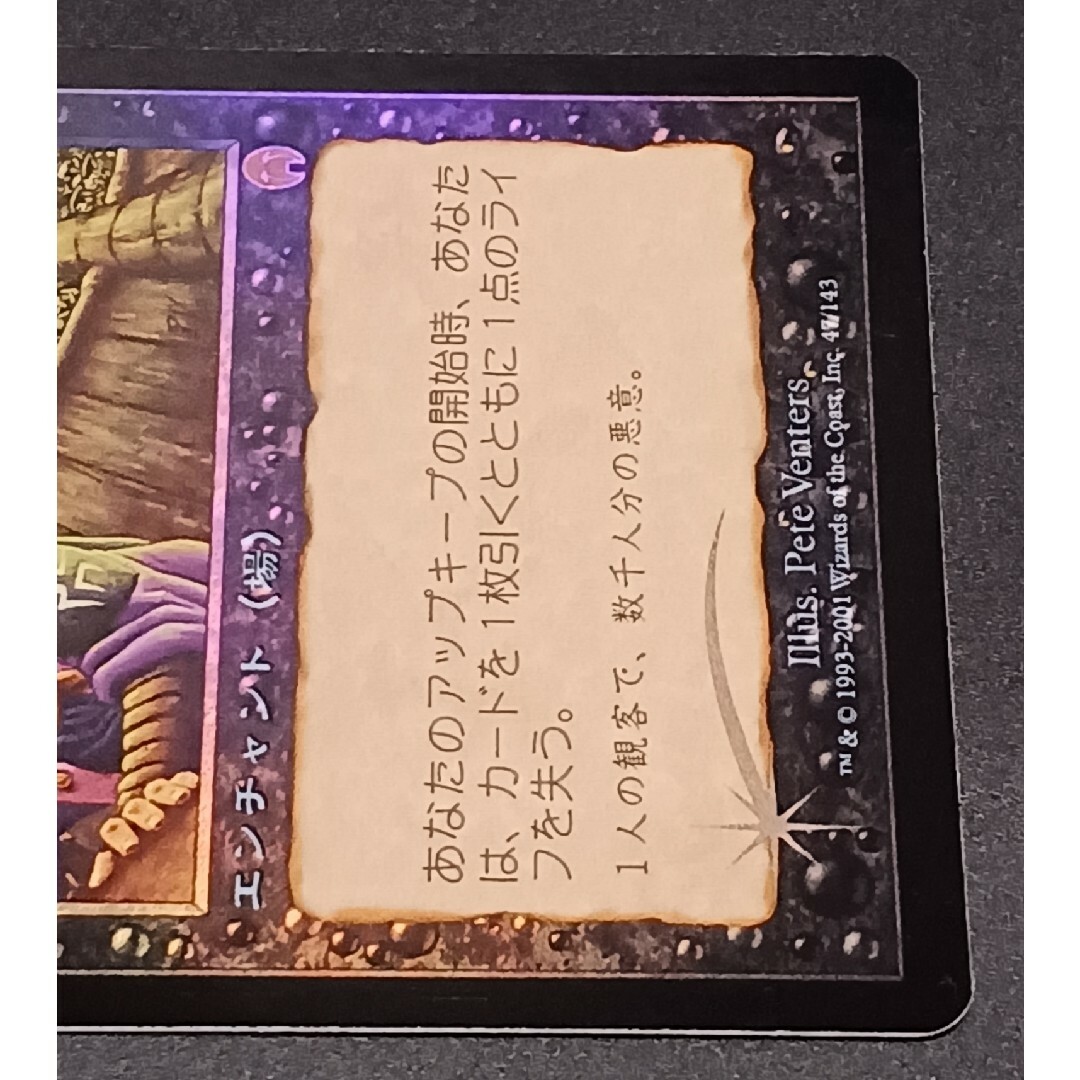 エンチャント (場)
あなたのアップキープの開始時、あなた
は、カードを１枚引くとともに１点のライ
フを失う。
１人の観客で、数千人分の悪意。
Illus. Pete Venters
™ & © 1993-2001 Wizards of the Coast, Inc. 47/143